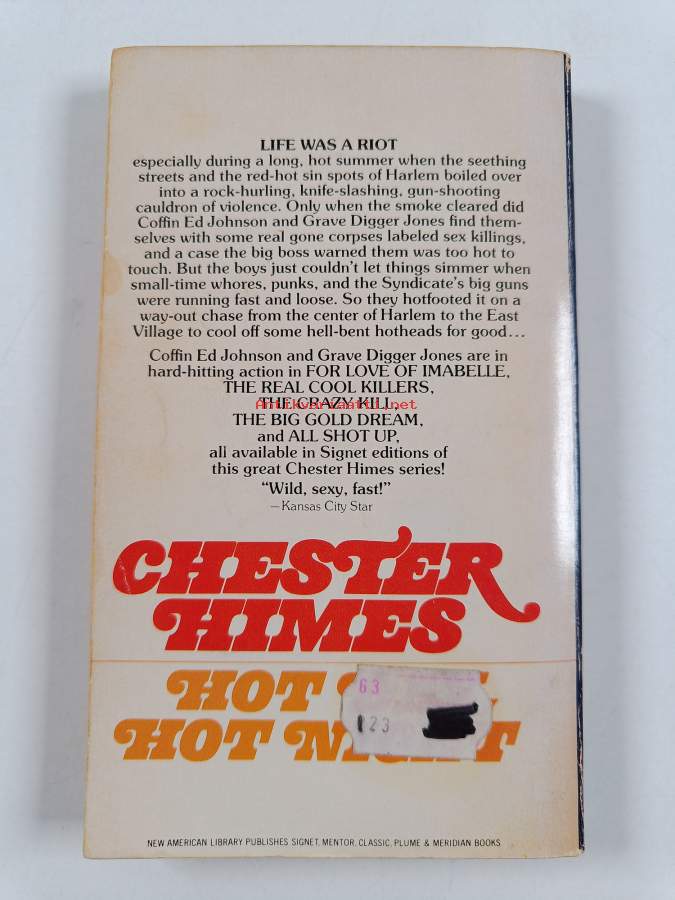 LIFE WAS A RIOT
especially during a long, hot summer when the seething
streets and the red-hot sin spots of Harlem boiled over
into a rock-hurling, knife-slashing, gun-shooting
cauldron of violence. Only when the smoke cleared did
Coffin Ed Johnson and Grave Digger Jones find them-
selves with some real gone corpses labeled sex killings,
and a case the big boss warned them was too hot to
touch. But the boys just couldn't let things simmer when
small-time whores, punks, and the Syndicate's big guns
were running fast and loose. So they hotfooted it on a
way-out chase from the center of Harlem to the East
Village to cool off some hell-bent hotheads for good...
Coffin Ed Johnson and Grave Digger Jones are in
hard-hitting action in FOR LOVE OF IMABELLE,
THE REAL COOL KILLERS,
THE CRAZY KILL,
Antikvariaatti.net
THE BIG GOLD DREAM,
and ALL SHOT UP,
all available in Signet editions of
this great Chester Himes series!
"Wild, sexy, fast!"
—Kansas City Star
CHESTER
HIMES
HOT
63
123
HOT NIGHT
NEW AMERICAN LIBRARY PUBLISHES SIGNET, MENTOR, CLASSIC, PLUME & MERIDIAN BOOKS